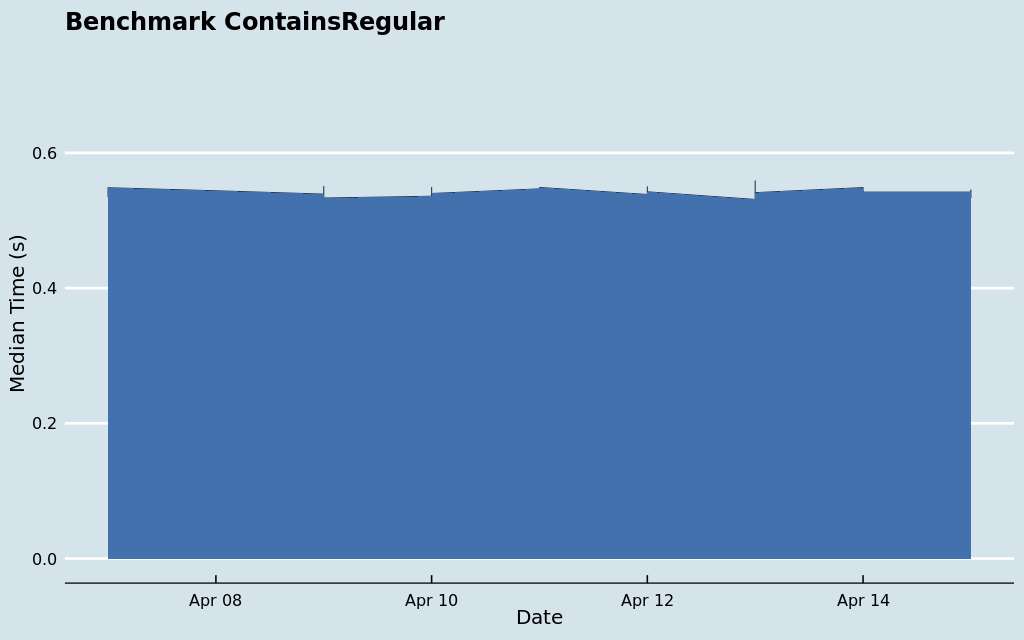 Benchmark ContainsRegular
0.6
0.4
0.2
0.0
Median Time (s)
Apr 08
Apr 10
Apr 12
Apr 14
Date